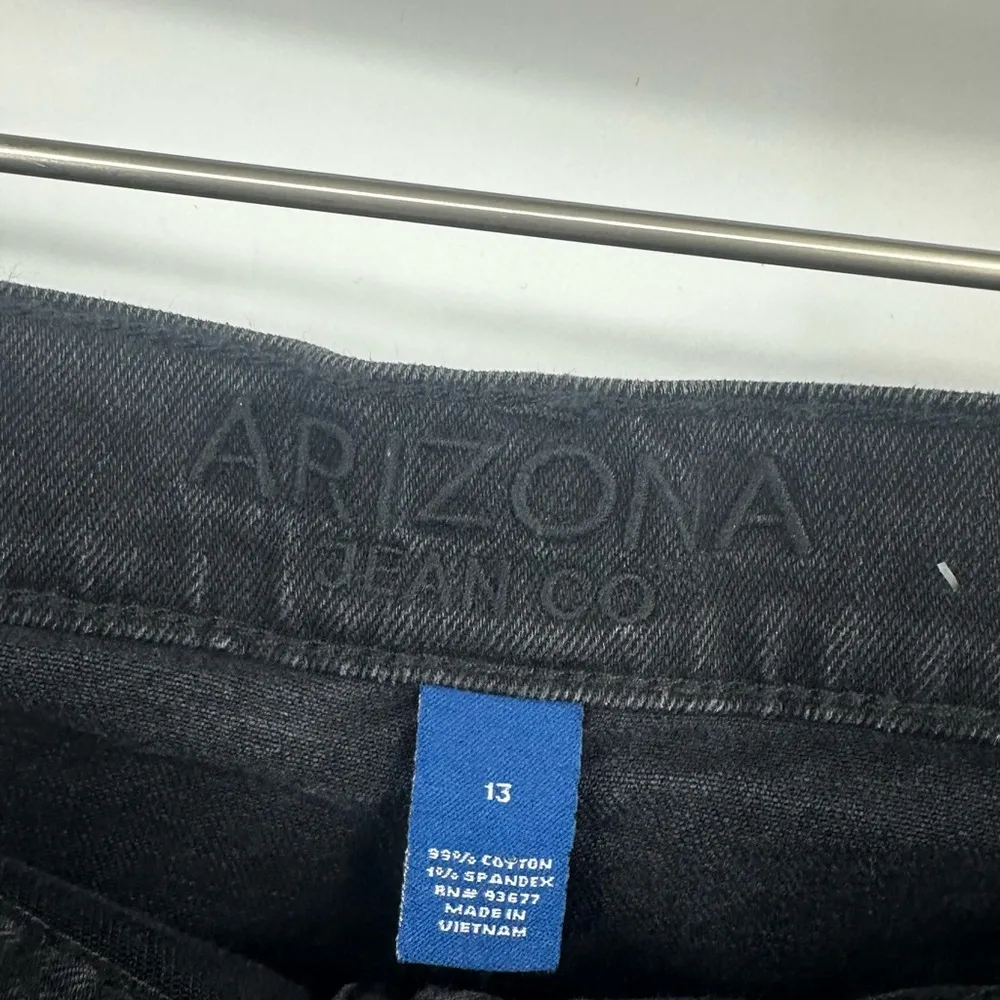 ARIZONA
JEAN CO
13
99% COTTON
1% SPANDEX
RN# 93677
MADE IN
VIETNAM